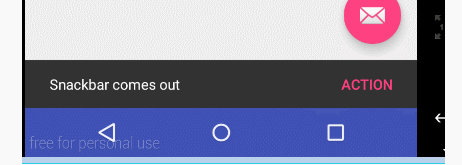 Snackbar comes out
ACTION
free for personal use